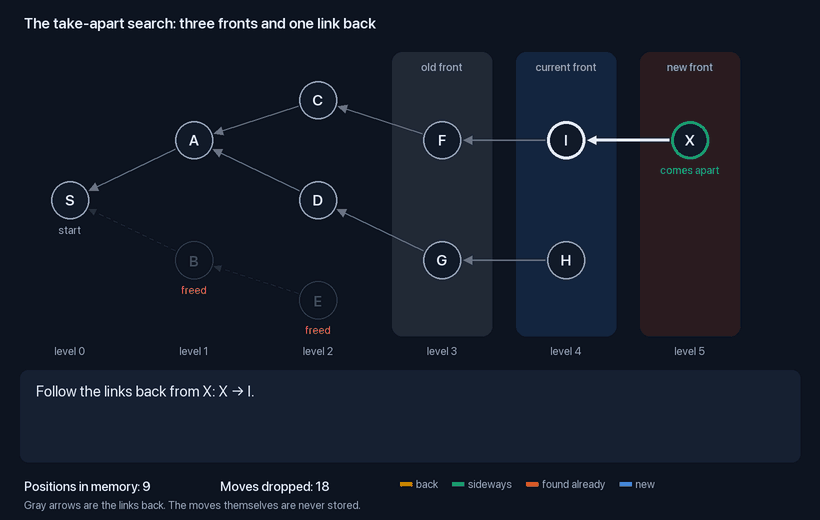 The take-apart search: three fronts and one link back
old front
current front
new front
C
A
F
I
X
comes apart
S
D
start
B
G
H
freed
E
freed
level 0
level 1
level 2
level 3
level 4
level 5
Follow the links back from X: X → I.
Positions in memory: 9
Moves dropped: 18
back
sideways
found already
new
Gray arrows are the links back. The moves themselves are never stored.